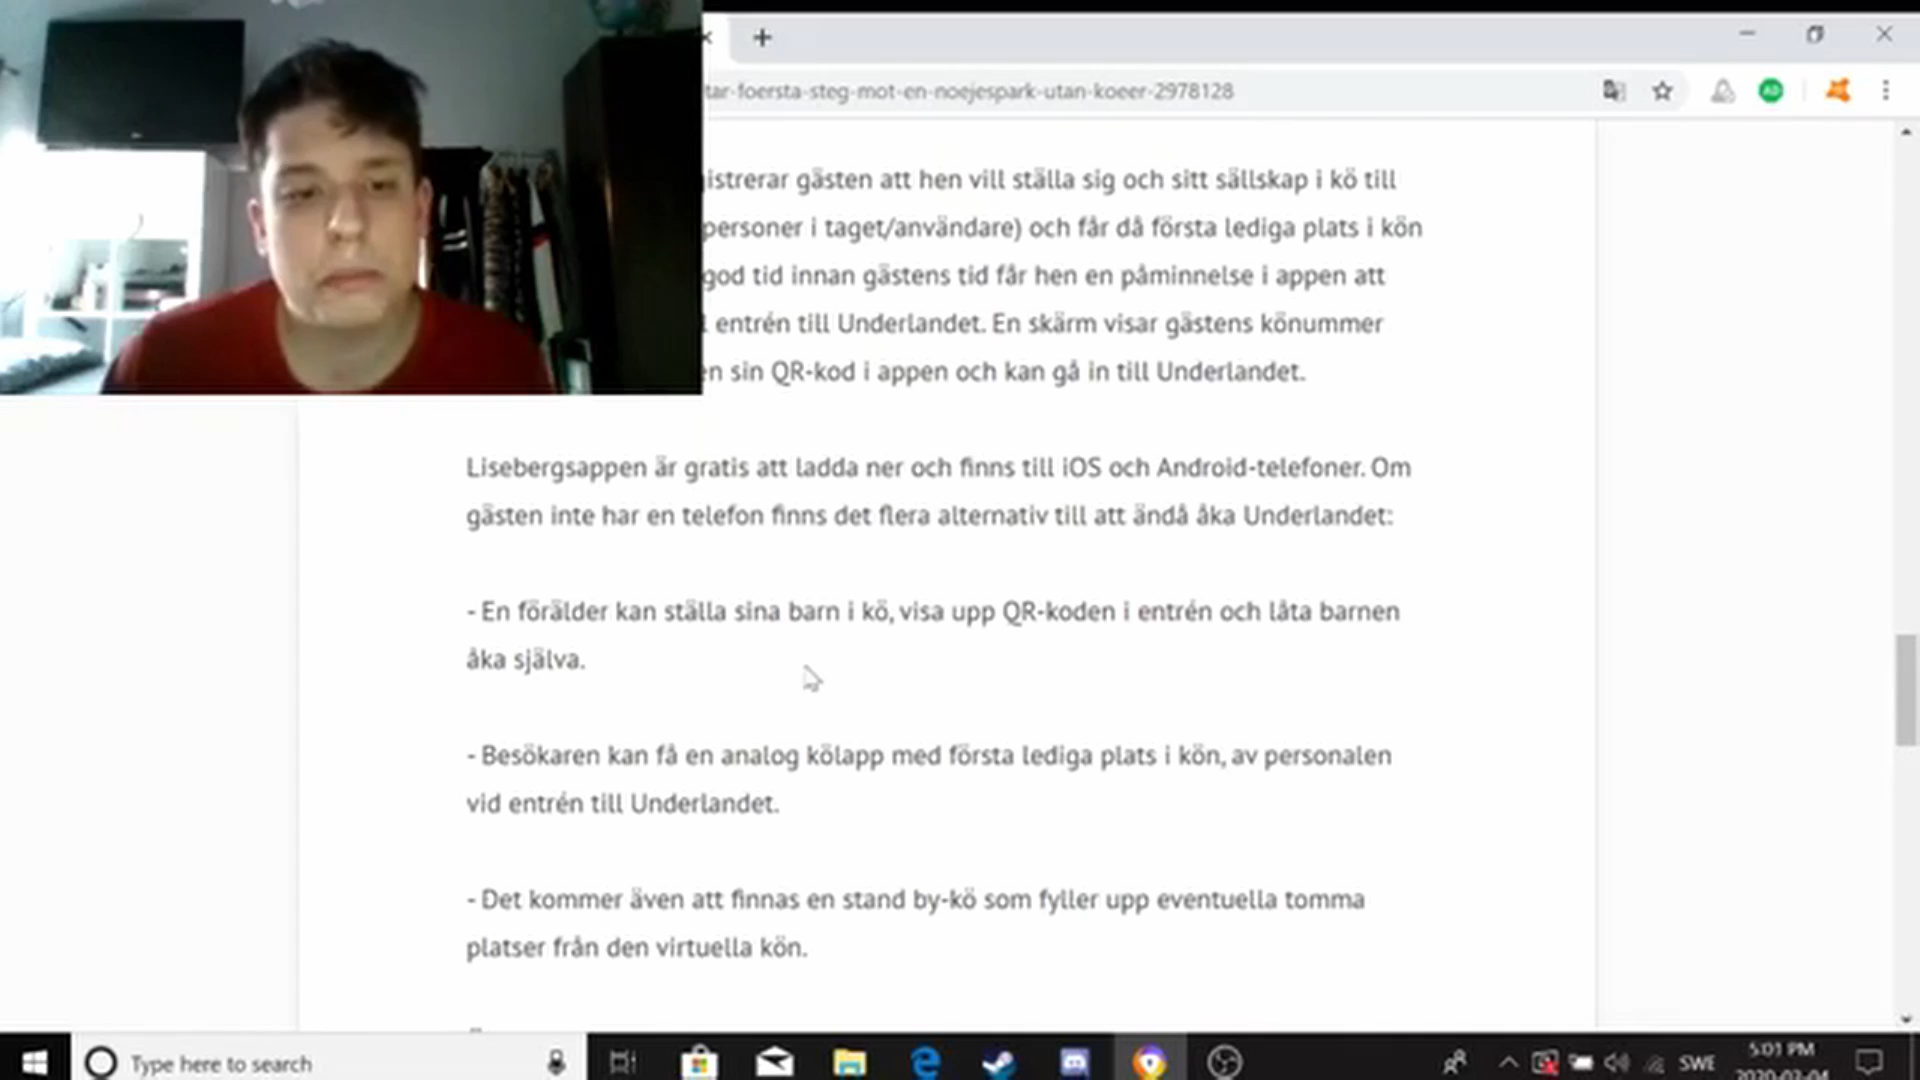 tar-foersta-steg-mot-en-noejespark-utan-koeer-2978128
istrerar gästen att hen vill ställa sig och sitt sällskap i kö till
personer i taget/användare) och får då första lediga plats i kön
god tid innan gästens tid får hen en påminnelse i appen att
entrén till Underlandet. En skärm visar gästens könummer
n sin QR-kod i appen och kan gå in till Underlandet.
Lisebergsappen är gratis att ladda ner och finns till iOS och Android-telefoner. Om
gästen inte har en telefon finns det flera alternativ till att ändå åka Underlandet:
- En förälder kan ställa sina barn i kö, visa upp QR-koden i entrén och låta barnen
åka själva.
- Besökaren kan få en analog kölapp med första lediga plats i kön, av personalen
vid entrén till Underlandet.
- Det kommer även att finnas en stand by-kö som fyller upp eventuella tomma
platser från den virtuella kön.
Type here to search
SWE
5:01 PM